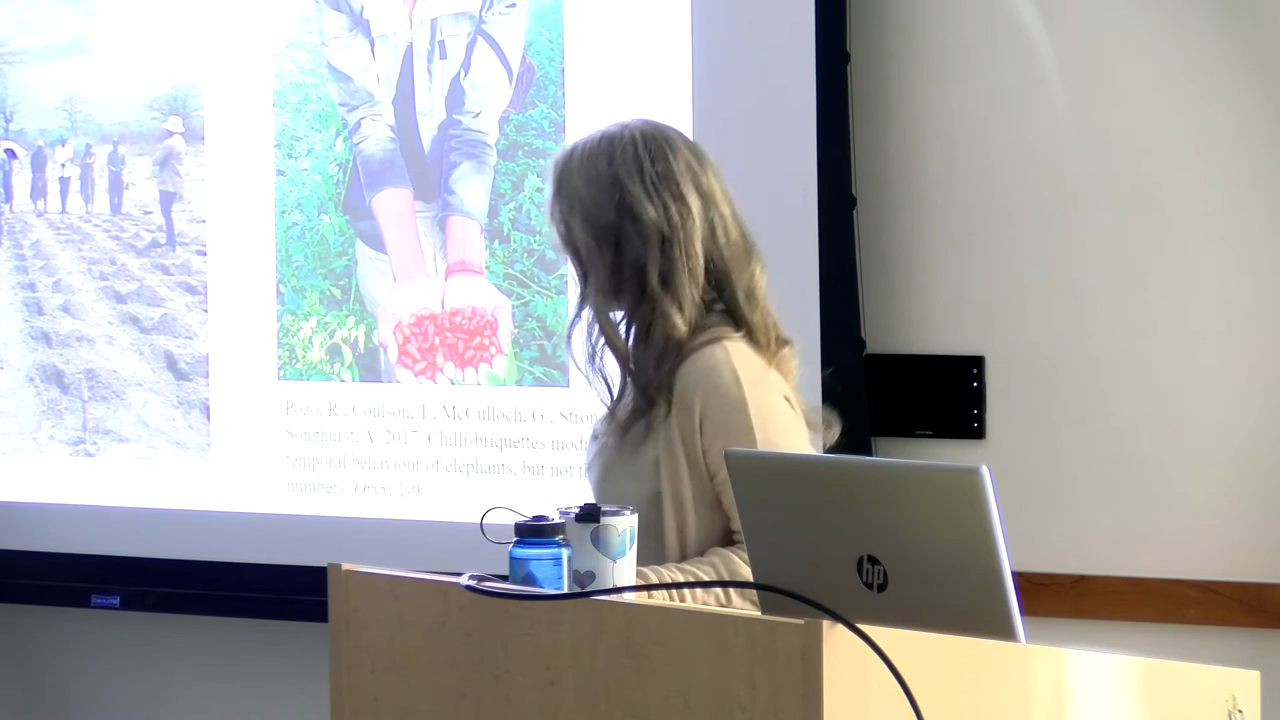 Pozo, R., Coulson, T., McCulloch, G., Stron
Songhurst, A. 2017. Chilli-briquettes modi
temporal behaviour of elephants, but not
numbers. Oryx, 1-9
hp